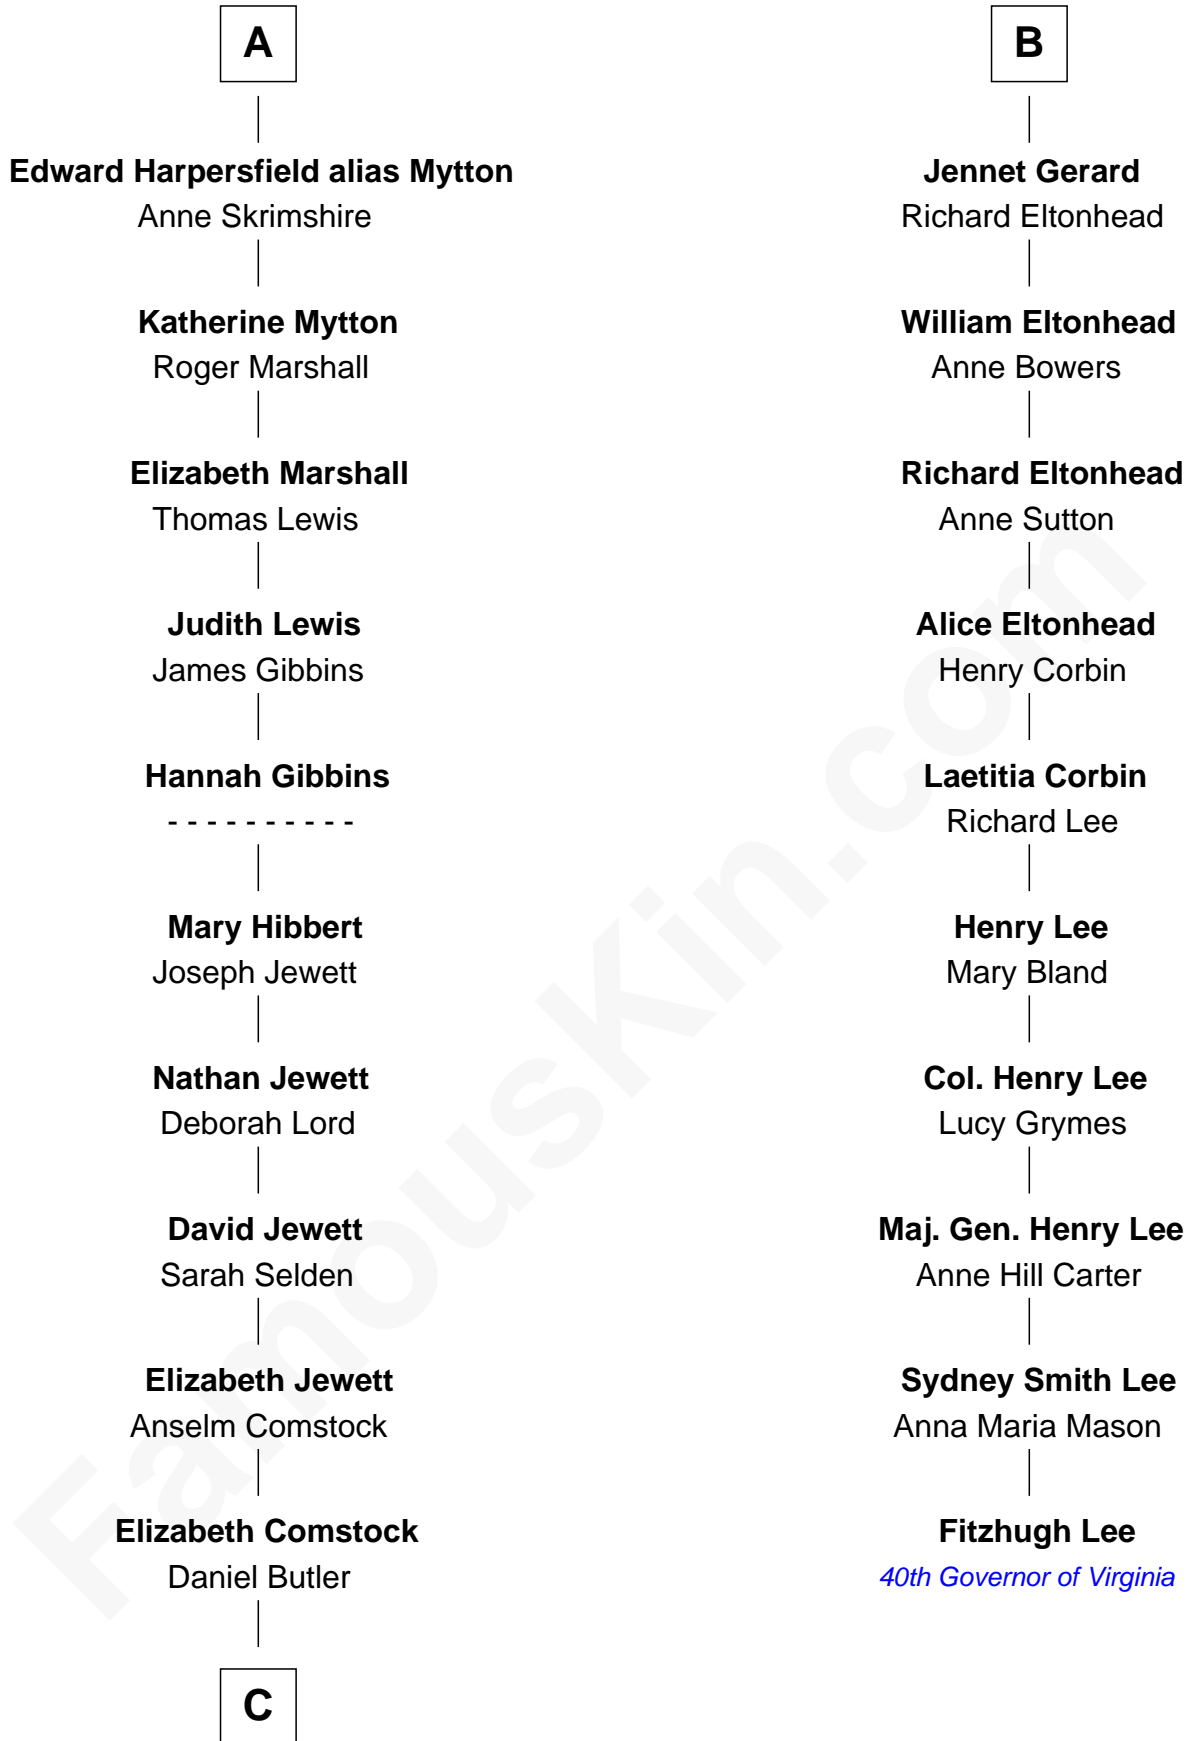 A
Edward Harpersfield alias Mytton
Anne Skrimshire
Katherine Mytton
Roger Marshall
Elizabeth Marshall
Thomas Lewis
Judith Lewis
James Gibbins
Hannah Gibbins
- - - - - - - - - -
Mary Hibbert
Joseph Jewett
Nathan Jewett
Deborah Lord
David Jewett
Sarah Selden
Elizabeth Jewett
Anselm Comstock
Elizabeth Comstock
Daniel Butler
C
B
Jennet Gerard
Richard Eltonhead
William Eltonhead
Anne Bowers
Richard Eltonhead
Anne Sutton
Alice Eltonhead
Henry Corbin
Laetitia Corbin
Richard Lee
Henry Lee
Mary Bland
Col. Henry Lee
Lucy Grymes
Maj. Gen. Henry Lee
Anne Hill Carter
Sydney Smith Lee
Anna Maria Mason
Fitzhugh Lee
40th Governor of Virginia
FamousKin.com